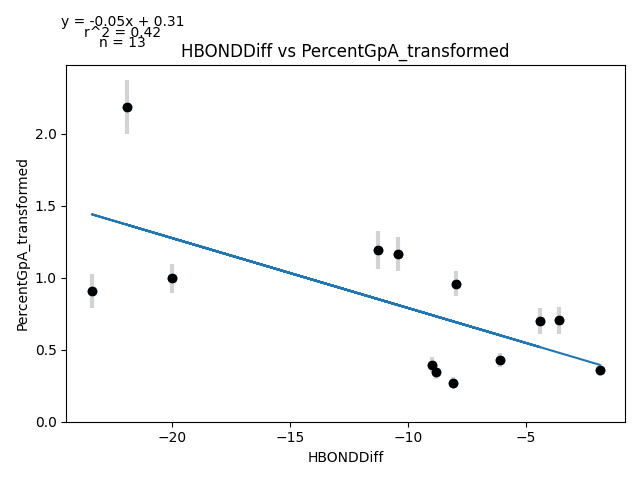 y = -0.05x + 0.31
r^2 = 0.42
n = 13
HBONDDiff vs PercentGpA_transformed
PercentGpA_transformed
2.0
1.5
1.0
0.5
0.0
−20
−15
−10
−5
HBONDDiff